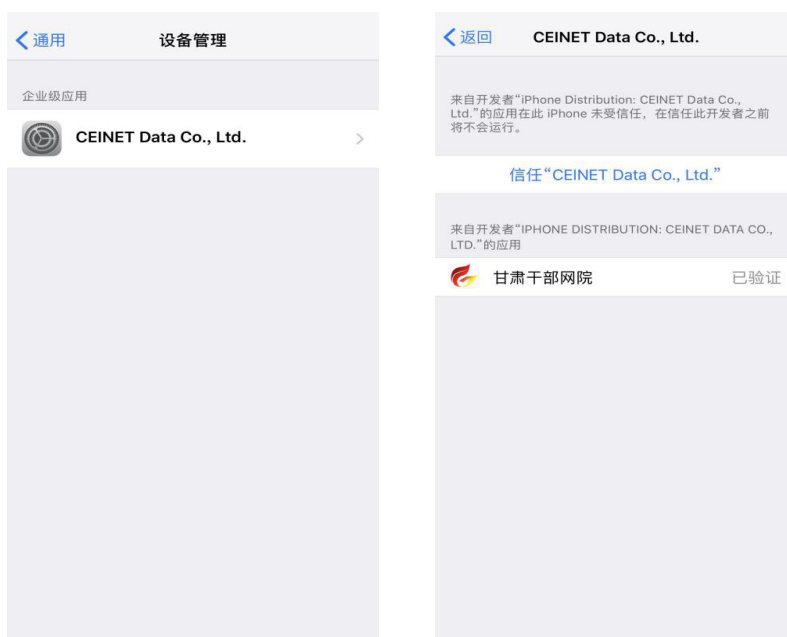 通用
设备管理
企业级应用
CEINET Data Co., Ltd.
返回
CEINET Data Co., Ltd.
来自开发者“iPhone Distribution: CEINET Data Co.,
Ltd.”的应用在此 iPhone 未受信任，在信任此开发者之前
将不会运行。
信任“CEINET Data Co., Ltd.”
来自开发者“IPHONE DISTRIBUTION: CEINET DATA CO.,
LTD.”的应用
甘肃干部网院
已验证